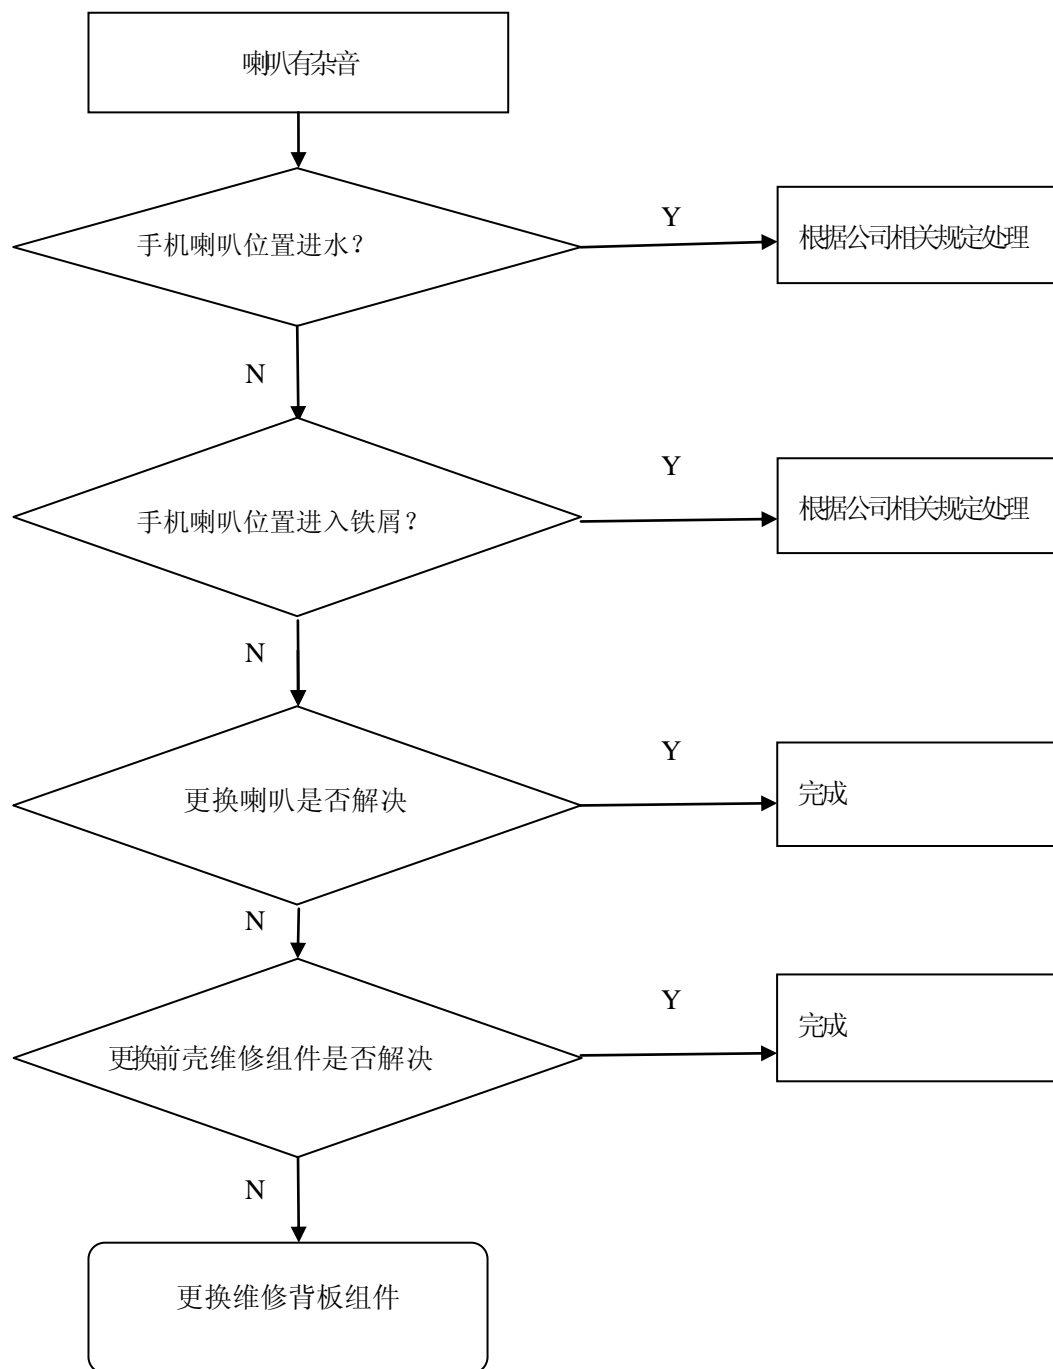 喇叭有杂音
Y
手机喇叭位置进水？
根据公司相关规定处理
N
Y
手机喇叭位置进入铁屑？
根据公司相关规定处理
N
Y
更换喇叭是否解决
完成
N
Y
更换前壳维修组件是否解决
完成
N
更换维修背板组件